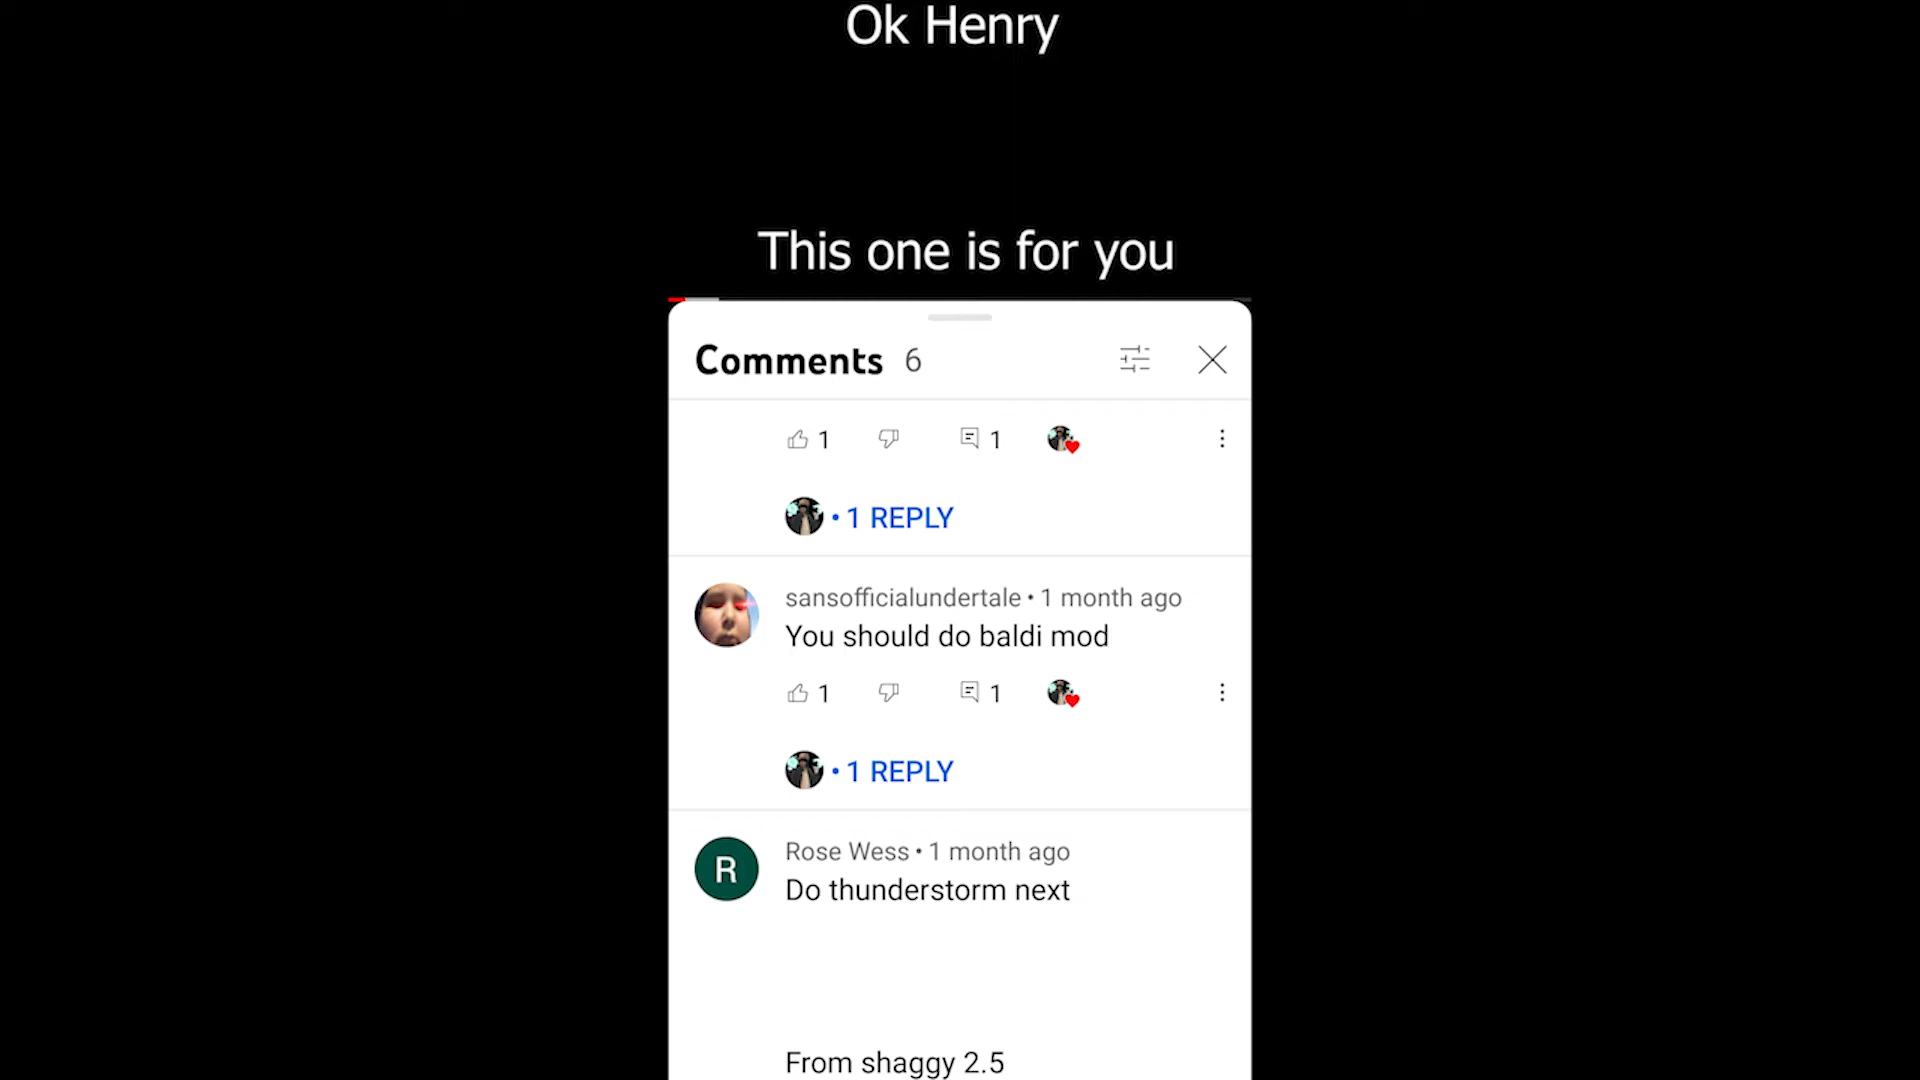 Ok Henry
This one is for you
Comments 6
1 1
• 1 REPLY
sansofficialundertale • 1 month ago
You should do baldi mod
1 1
• 1 REPLY
R
Rose Wess • 1 month ago
Do thunderstorm next
From shaggy 2.5